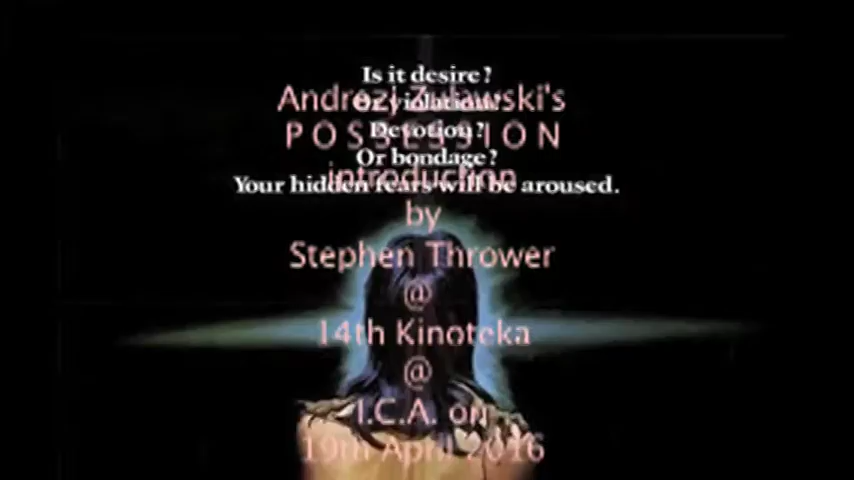 Is it desire?
Andrezj Zulawski's
Or violation?
Devotion?
POSSESSION
Or bondage?
introduction
Your hidden fears will be aroused.
by
Stephen Thrower
@
14th Kinoteka
@
I.C.A. on
19th April 2016